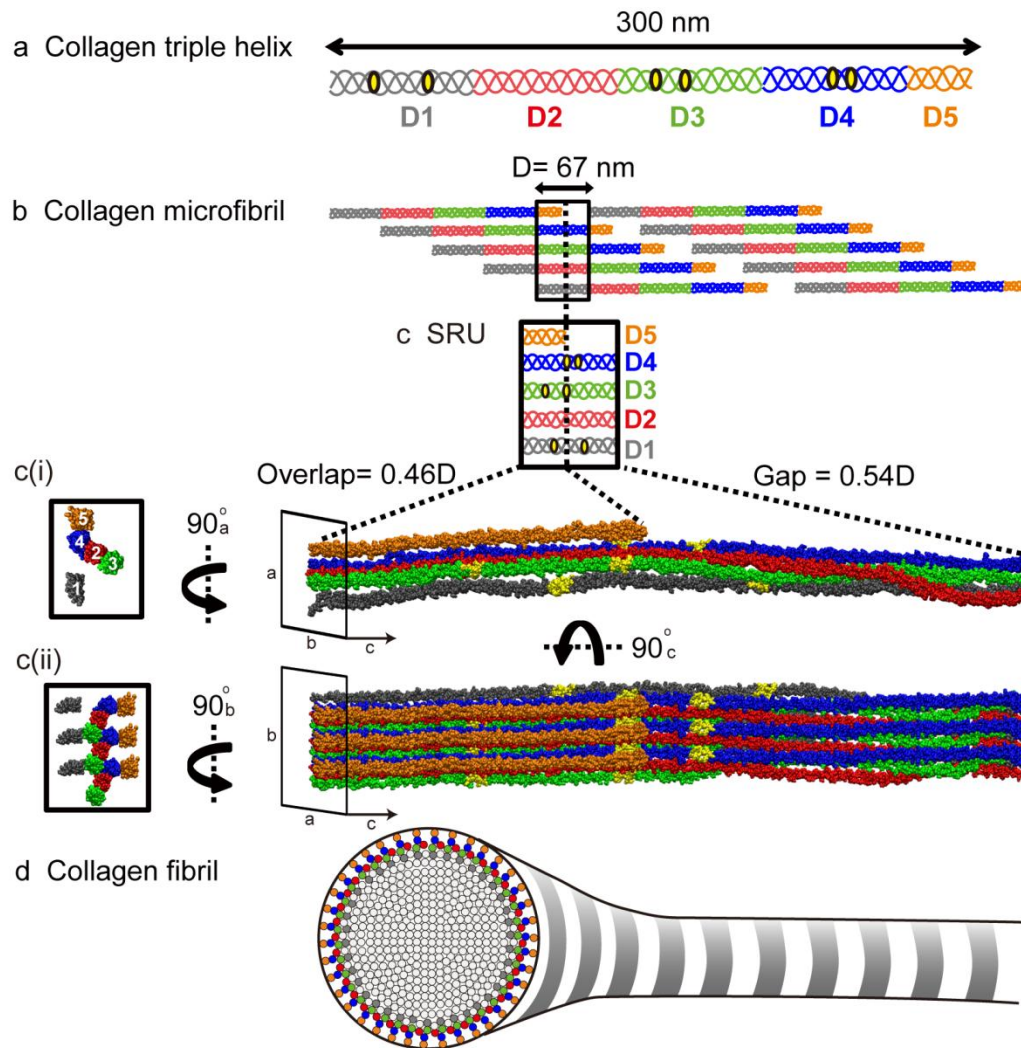 300 nm
a Collagen triple helix
D1 D2 D3 D4 D5
D= 67 nm
b Collagen microfibril
c SRU
D5
D4
D3
D2
D1
c(i)
Overlap= 0.46D
Gap = 0.54D
5
4
2
3
1
90°a
a
b
c
90°c
c(ii)
90°b
b
a
c
d Collagen fibril